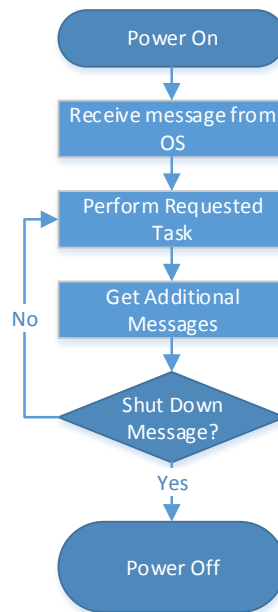 Power On
Receive message from
OS
Perform Requested
Task
Get Additional
Messages
No
Shut Down
Message?
Yes
Power Off